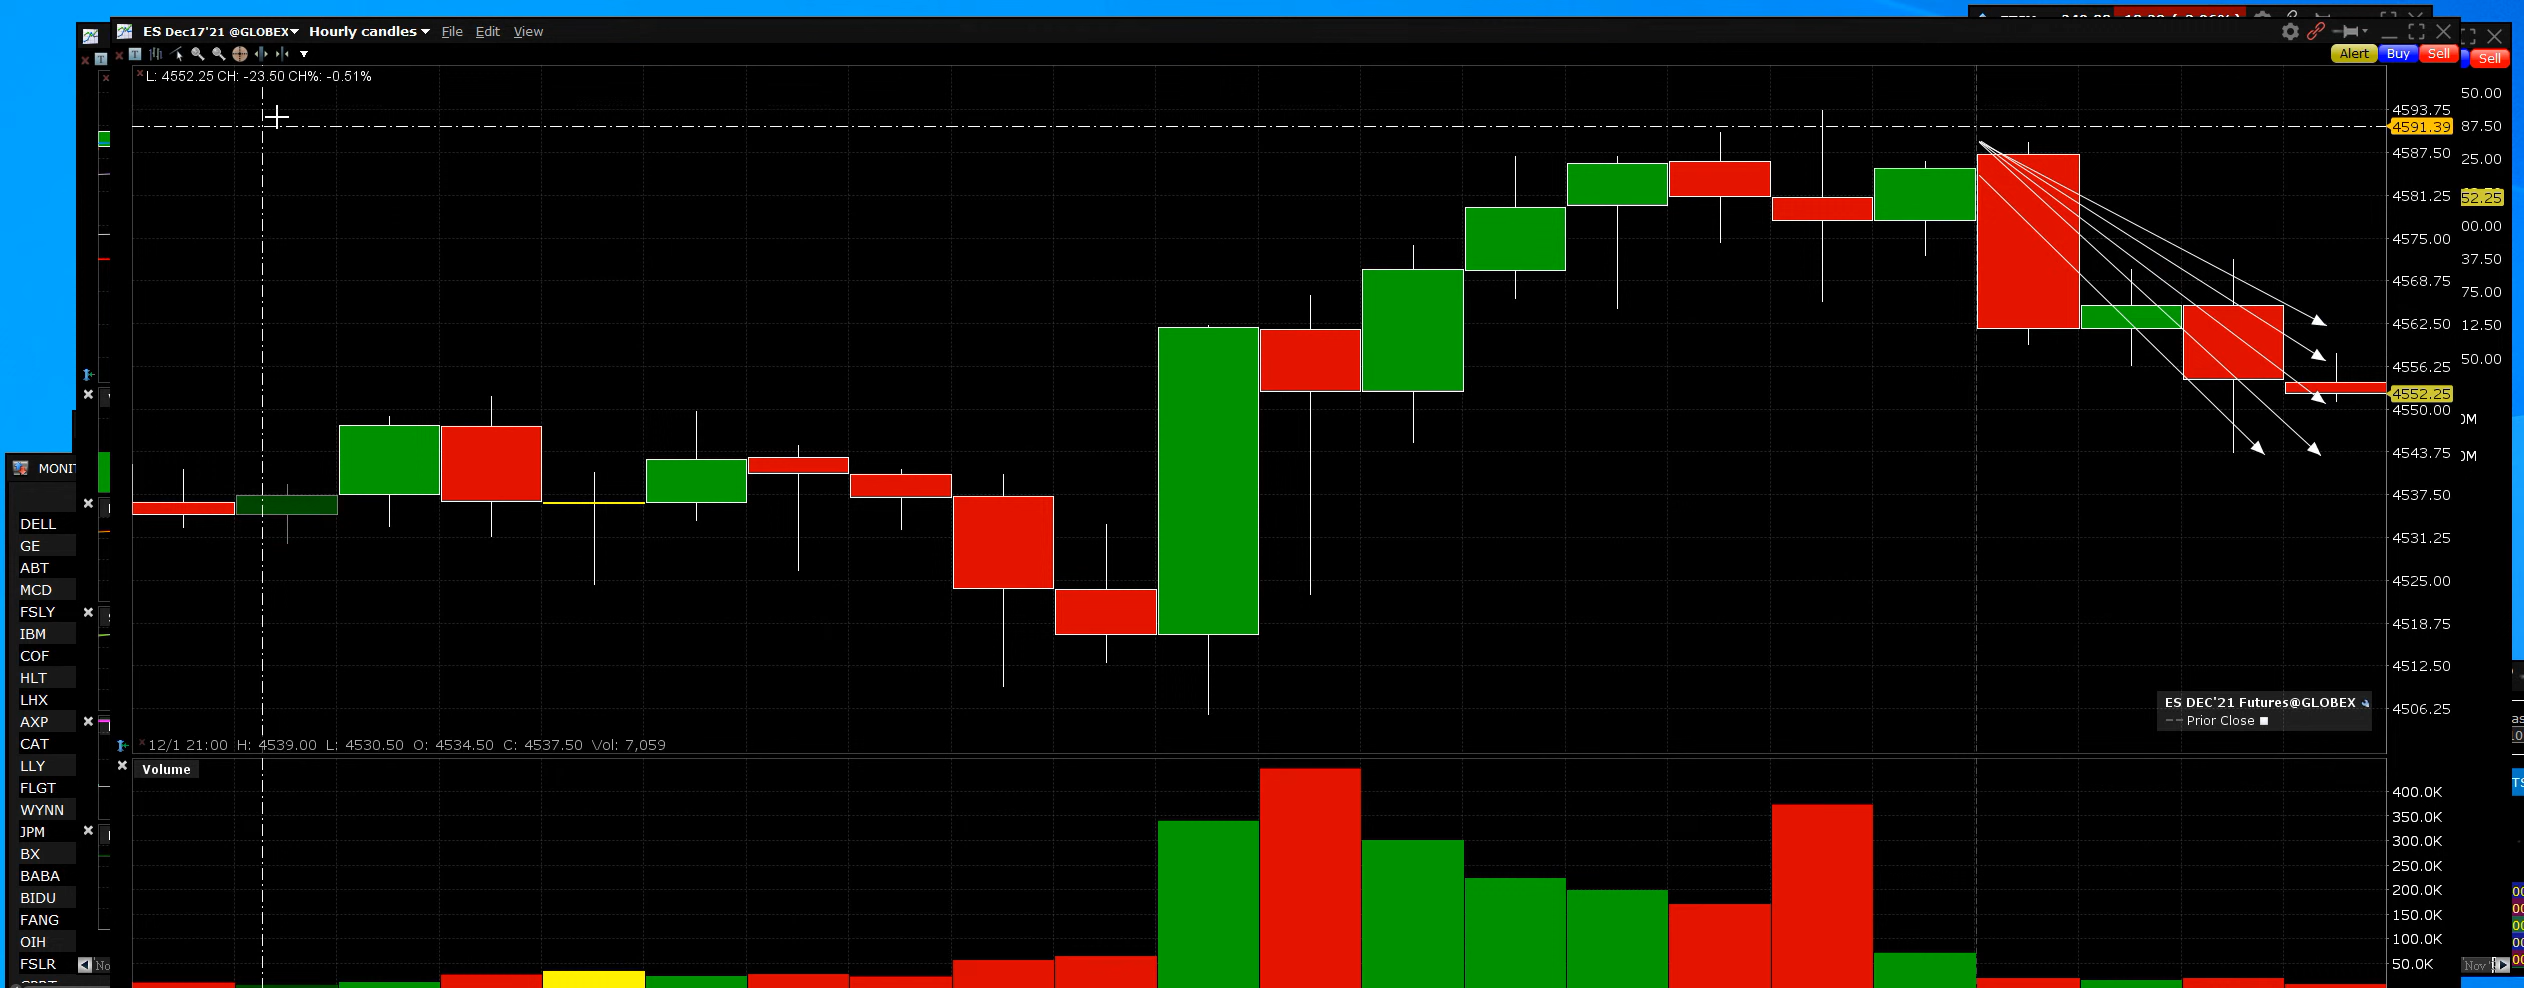 ES Dec17'21 @GLOBEX Hourly candles File Edit View
Alert Buy Sell
Sell
L: 4552.25 CH: -23.50 CH%: -0.51%
4593.75
4591.39
4587.50
4581.25
4575.00
4568.75
4562.50
4556.25
4552.25
4550.00
4543.75
4537.50
4531.25
4525.00
4518.75
4512.50
4506.25
50.00
87.50
25.00
52.25
00.00
37.50
75.00
12.50
50.00
0M
0M
MONIT
DELL
GE
ABT
MCD
FSLY
IBM
COF
HLT
LHX
AXP
CAT
LLY
FLGT
WYNN
JPM
BX
BABA
BIDU
FANG
OIH
FSLR
ES DEC'21 Futures@GLOBEX
Prior Close
12/1 21:00 H: 4539.00 L: 4530.50 O: 4534.50 C: 4537.50 Vol: 7,059
Volume
400.0K
350.0K
300.0K
250.0K
200.0K
150.0K
100.0K
50.0K
No
Nov